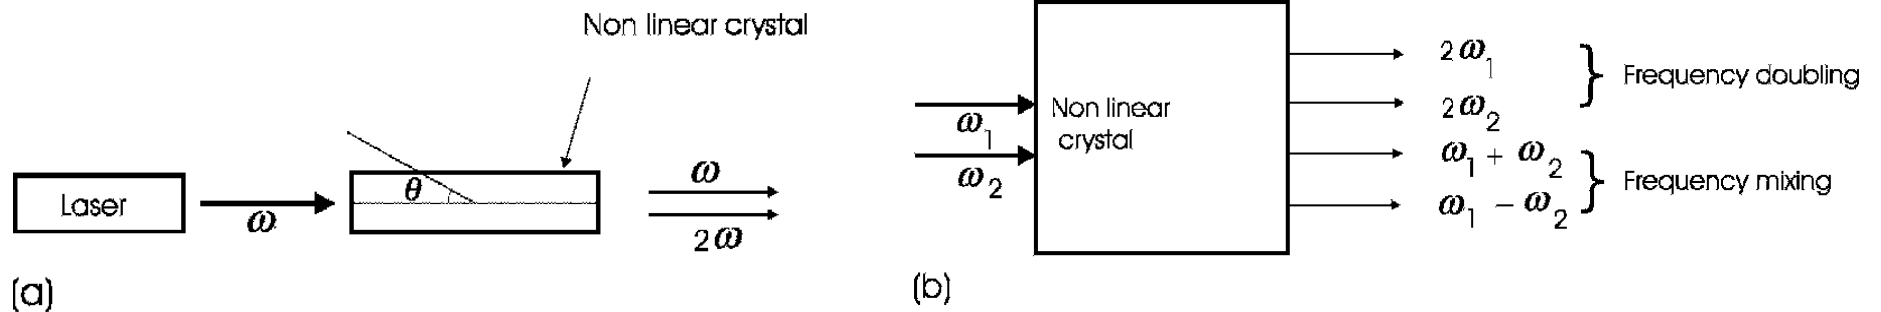 Non linear crystal
Laser
ω
θ
ω
2ω
(a)
ω₁
ω₂
Non linear
crystal
2ω₁
2ω₂
ω₁ + ω₂
ω₁ − ω₂
Frequency doubling
Frequency mixing
(b)